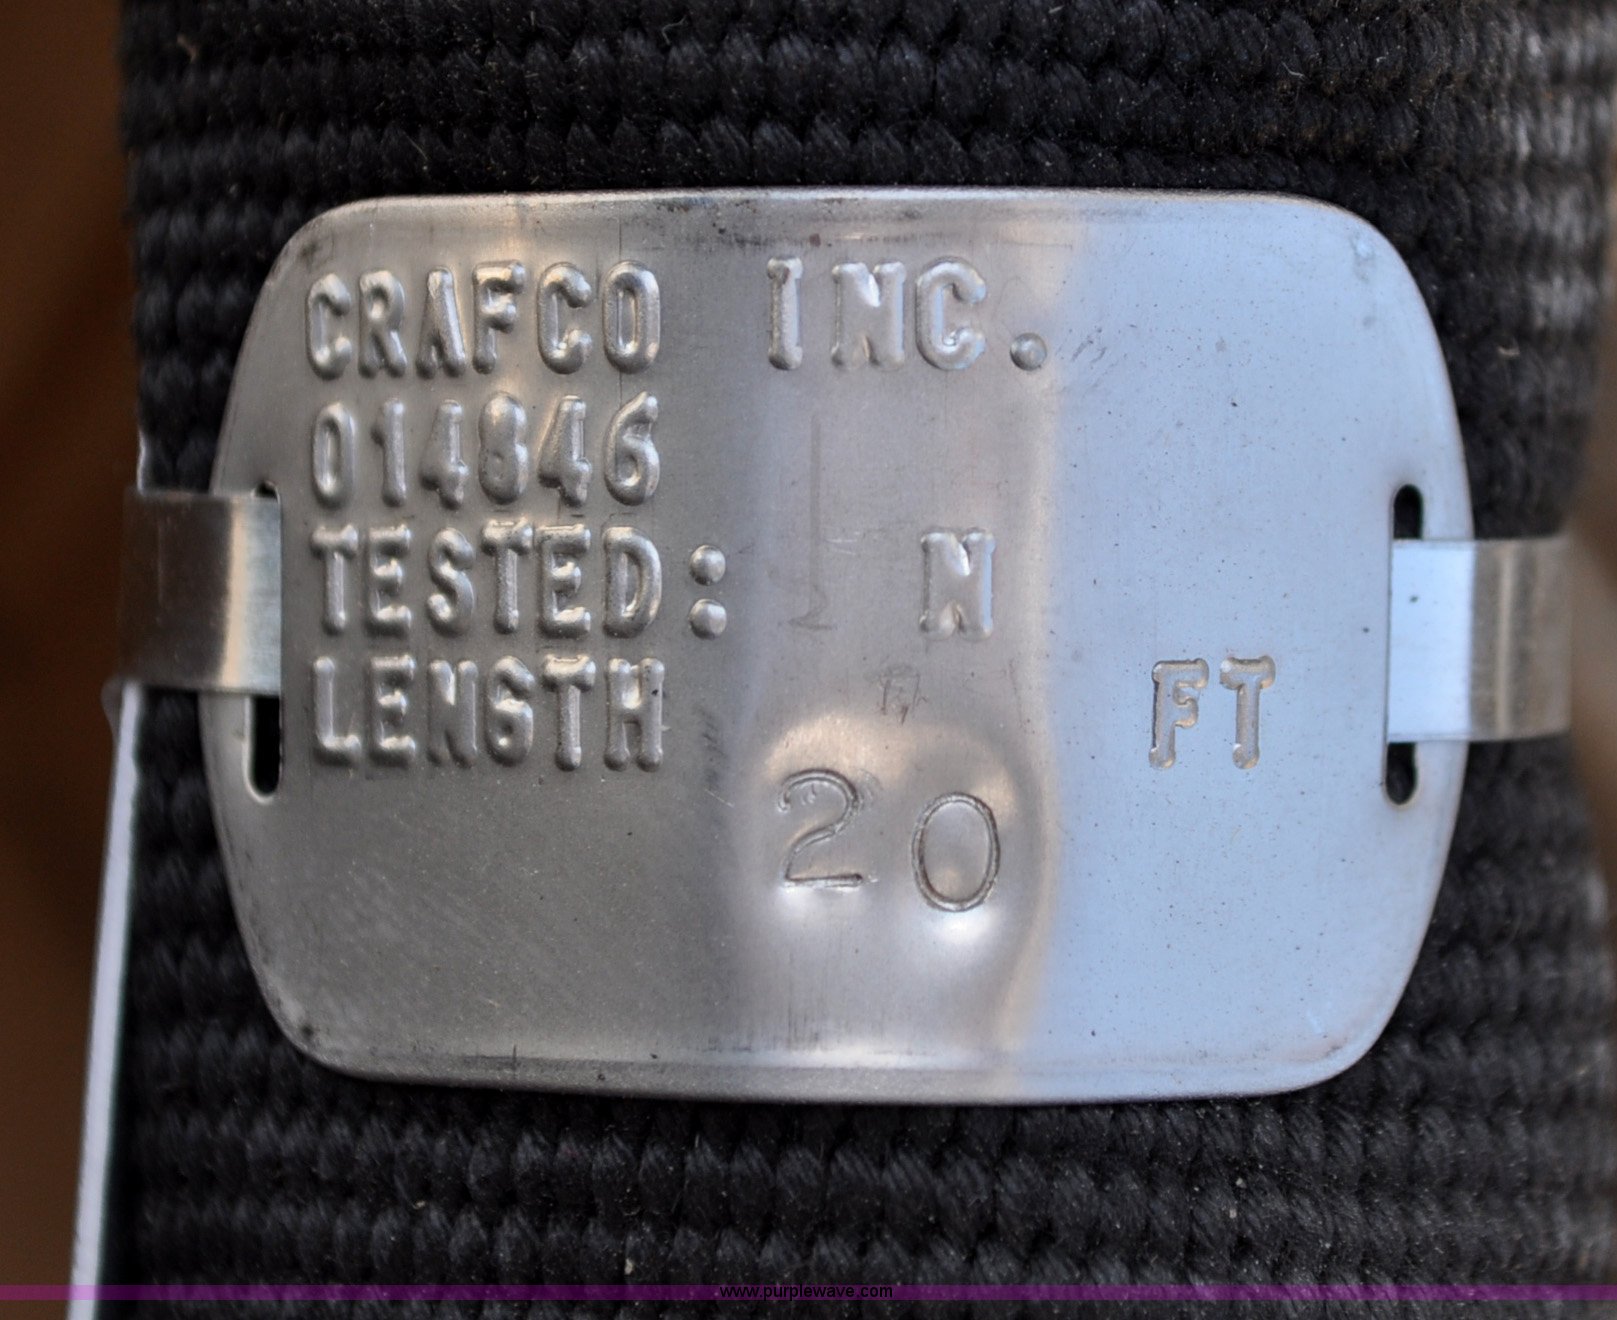 CRAFCO INC.
014846
TESTED: N
LENGTH FT
20
www.purplewave.com